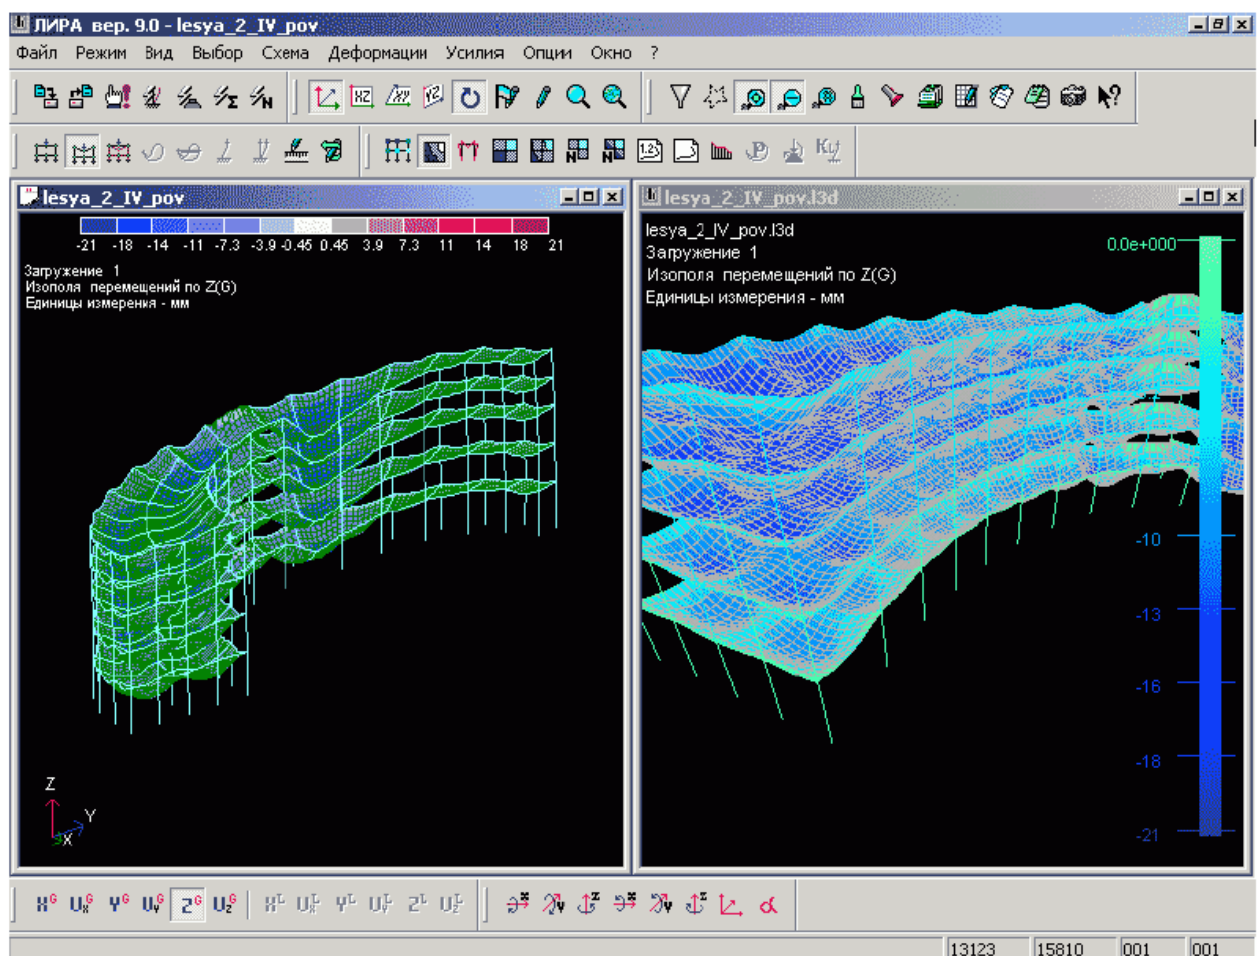 ЛИРА вер. 9.0 - lesya_2_IV_pov
Файл Режим Вид Выбор Схема Деформации Усилия Опции Окно ?
lesya_2_IV_pov
-21 -18 -14 -11 -7.3 -3.9 -0.45 0.45 3.9 7.3 11 14 18 21
Загружение 1
Изополя перемещений по Z(G)
Единицы измерения - мм
Z
Y
X
lesya_2_IV_pov.l3d
lesya_2_IV_pov.l3d
Загружение 1
Изополя перемещений по Z(G)
Единицы измерения - мм
0.0e+000
-10
-13
-16
-18
-21
13123 15810 001 001